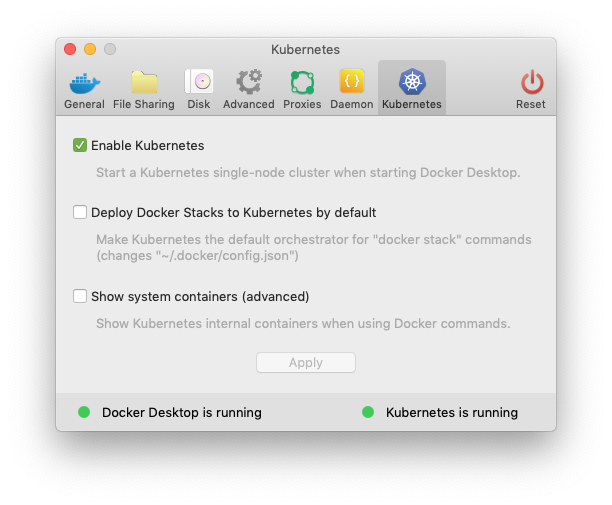 Kubernetes
General File Sharing Disk Advanced Proxies Daemon Kubernetes Reset
Enable Kubernetes
Start a Kubernetes single-node cluster when starting Docker Desktop.
Deploy Docker Stacks to Kubernetes by default
Make Kubernetes the default orchestrator for "docker stack" commands
(changes "~/.docker/config.json")
Show system containers (advanced)
Show Kubernetes internal containers when using Docker commands.
Apply
Docker Desktop is running Kubernetes is running